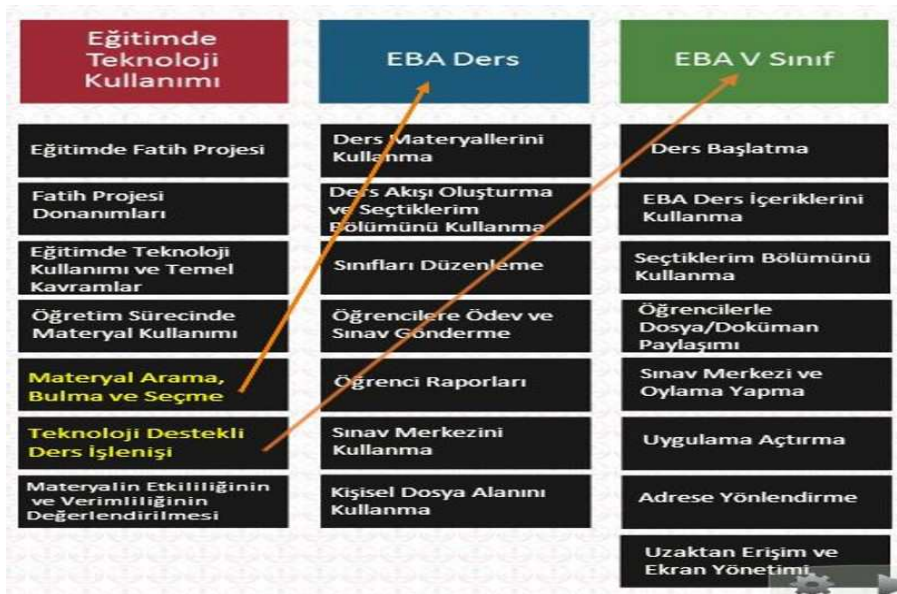 Eğitimde
Teknoloji
Kullanımı
Eğitimde Fatih Projesi
Fatih Projesi
Donanımları
Eğitimde Teknoloji
Kullanımı ve Temel
Kavramlar
Öğretim Sürecinde
Materyal Kullanımı
Materyal Arama,
Bulma ve Seçme
Teknoloji Destekli
Ders İşlenişi
Materyalin Etkililiğinin
ve Verimliliğinin
Değerlendirilmesi
EBA Ders
Ders Materyallerini
Kullanma
Ders Akışı Oluşturma
ve Seçtiklerim
Bölümünü Kullanma
Sınıfları Düzenleme
Öğrencilere Ödev ve
Sınav Gönderme
Öğrenci Raporları
Sınav Merkezini
Kullanma
Kişisel Dosya Alanını
Kullanma
EBA V Sınıf
Ders Başlatma
EBA Ders İçeriklerini
Kullanma
Seçtiklerim Bölümünü
Kullanma
Öğrencilerle
Dosya/Doküman
Paylaşımı
Sınav Merkezi ve
Oylama Yapma
Uygulama Açtırma
Adrese Yönlendirme
Uzaktan Erişim ve
Ekran Yönetimi